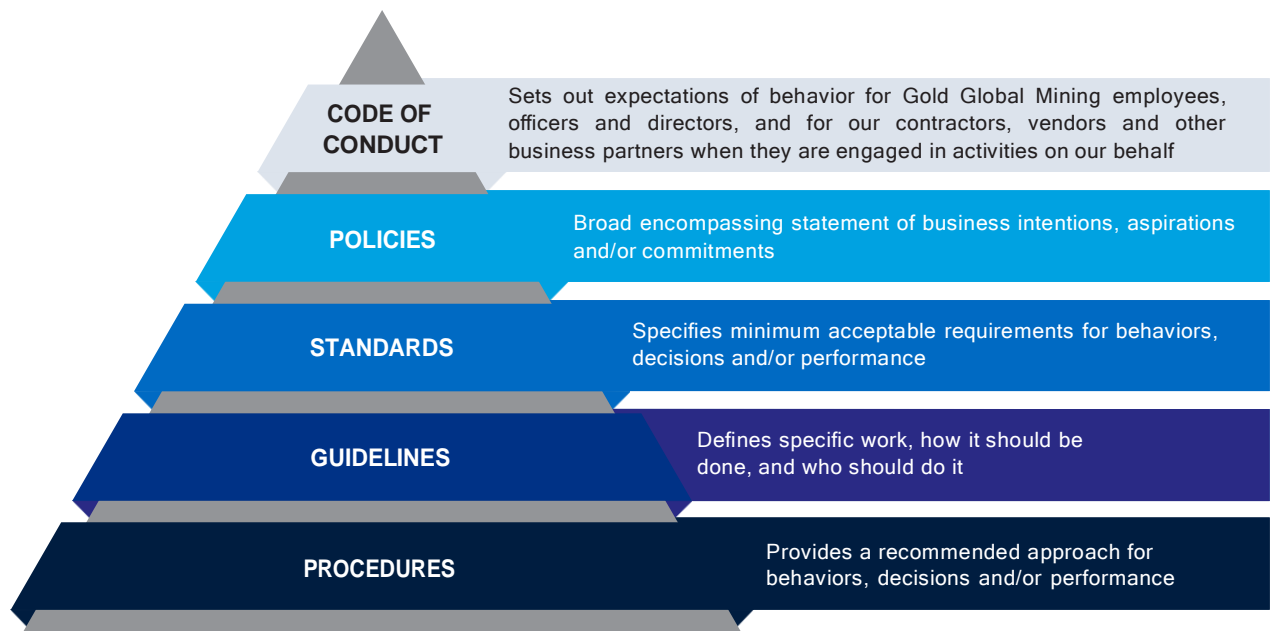 CODE OF
CONDUCT
Sets out expectations of behavior for Gold Global Mining employees,
officers and directors, and for our contractors, vendors and other
business partners when they are engaged in activities on our behalf
POLICIES
Broad encompassing statement of business intentions, aspirations
and/or commitments
STANDARDS
Specifies minimum acceptable requirements for behaviors,
decisions and/or performance
GUIDELINES
Defines specific work, how it should be
done, and who should do it
PROCEDURES
Provides a recommended approach for
behaviors, decisions and/or performance